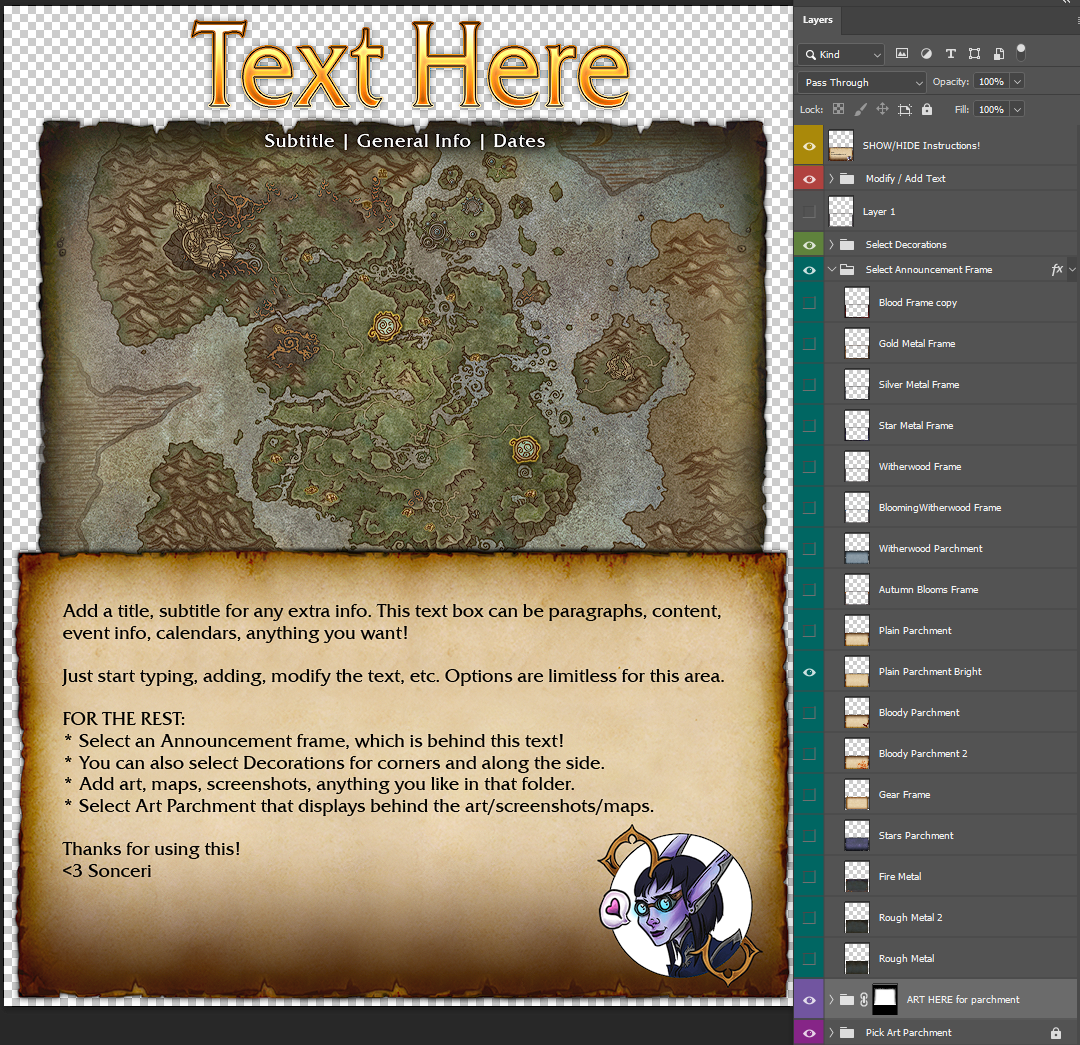 Text Here
Subtitle | General Info | Dates
Add a title, subtitle for any extra info. This text box can be paragraphs, content,
event info, calendars, anything you want!
Just start typing, adding, modify the text, etc. Options are limitless for this area.
FOR THE REST:
* Select an Announcement frame, which is behind this text!
* You can also select Decorations for corners and along the side.
* Add art, maps, screenshots, anything you like in that folder.
* Select Art Parchment that displays behind the art/screenshots/maps.
Thanks for using this!
<3 Sonceri
Layers
Kind
Pass Through
Opacity: 100%
Lock:
Fill: 100%
SHOW/HIDE Instructions!
Modify / Add Text
Layer 1
Select Decorations
Select Announcement Frame
fx
Blood Frame copy
Gold Metal Frame
Silver Metal Frame
Star Metal Frame
Witherwood Frame
BloomingWitherwood Frame
Witherwood Parchment
Autumn Blooms Frame
Plain Parchment
Plain Parchment Bright
Bloody Parchment
Bloody Parchment 2
Gear Frame
Stars Parchment
Fire Metal
Rough Metal 2
Rough Metal
ART HERE for parchment
Pick Art Parchment